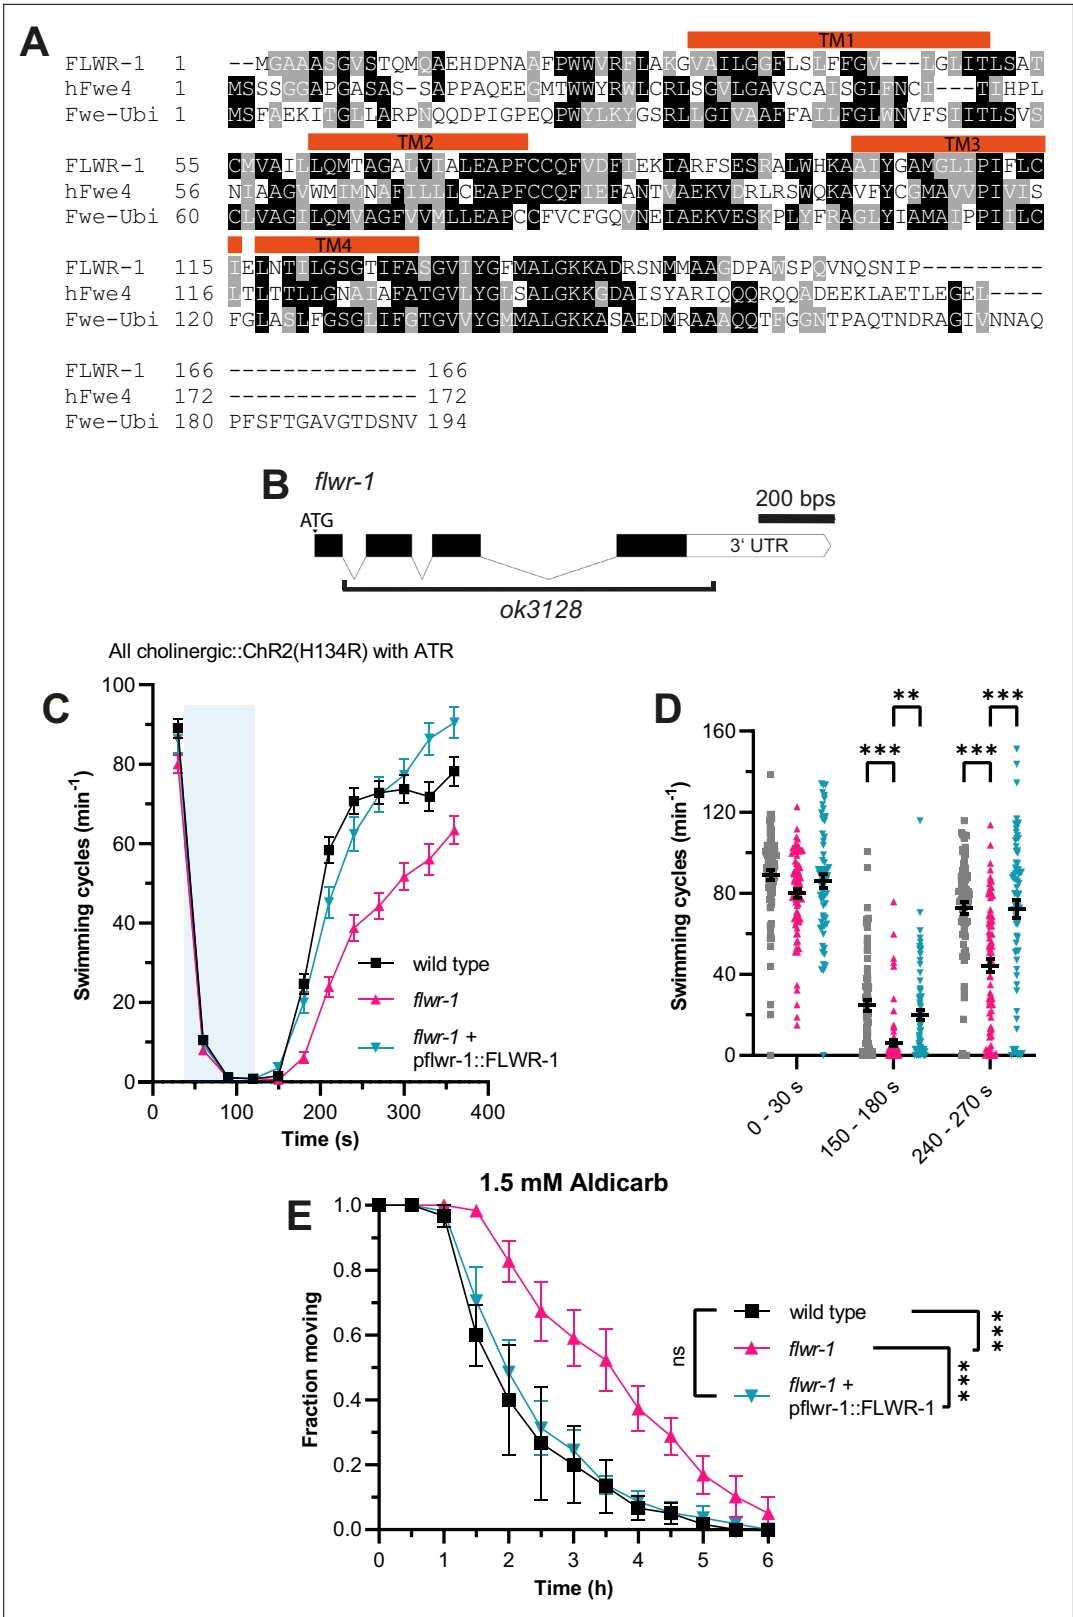 A
TM1
FLWR-1 1 --MGAAASGVSTQMQAEHDPNAAFPWWVRFLAKGVAILGGFLSLFFGV---LGLITLSAT
hFwe4 1 MSSSGGAPGASAS-SAPPAQEEGMTWWYRWLCRLSGVLGAVSCAISGLFNCI---TIHPL
Fwe-Ubi 1 MSFAEKITGLLARPNQQDPIGPEQPWYLKYGSRLLGIVAAFFAILFGLWNVFSIITLSVS
TM2 TM3
FLWR-1 55 CMVAILLQMTAGALVIALEAPFCCQFVDFIEKIARFSESRALWHKAAIYGAMGLIPIFLC
hFwe4 56 NIAAGVWMIMNAFILLLCEAPFCCQFIEFANTVAEKVDRLRSWQKAVFYCGMAVVPIVIS
Fwe-Ubi 60 CLVAGILQMVAGFVVMLLEAPCCFVCFGQVNEIAEKVESKPLYFRAGLYIAMAIPPIILC
TM4
FLWR-1 115 IELNTILGSGTIFASGVIYGFMALGKKADRSNMMAAGDPAWSPQVNQSNIP---------
hFwe4 116 LTLTTLLGNAIAFATGVLYGLSALGKKGDAISYARIQQQRQQADEEKLAETLEGEL----
Fwe-Ubi 120 FGLASLFGSGLIFGTGVVYGMMALGKKASAEDMRAAAQQTFGGNTPAQTNDRAGIVNNAQ
FLWR-1 166 -------------- 166
hFwe4 172 -------------- 172
Fwe-Ubi 180 PFSFTGAVGTDSNV 194
B
flwr-1
200 bps
ATG
3‘ UTR
ok3128
All cholinergic::ChR2(H134R) with ATR
C
Swimming cycles (min-1)
100
80
60
40
20
0
0 100 200 300 400
Time (s)
wild type
flwr-1
flwr-1 +
pflwr-1::FLWR-1
D
Swimming cycles (min-1)
160
120
80
40
0
** ***
*** ***
0 - 30 s
150 - 180 s
240 - 270 s
1.5 mM Aldicarb
E
Fraction moving
1.0
0.8
0.6
0.4
0.2
0.0
0 1 2 3 4 5 6
Time (h)
ns
wild type
flwr-1
flwr-1 +
pflwr-1::FLWR-1
***
***